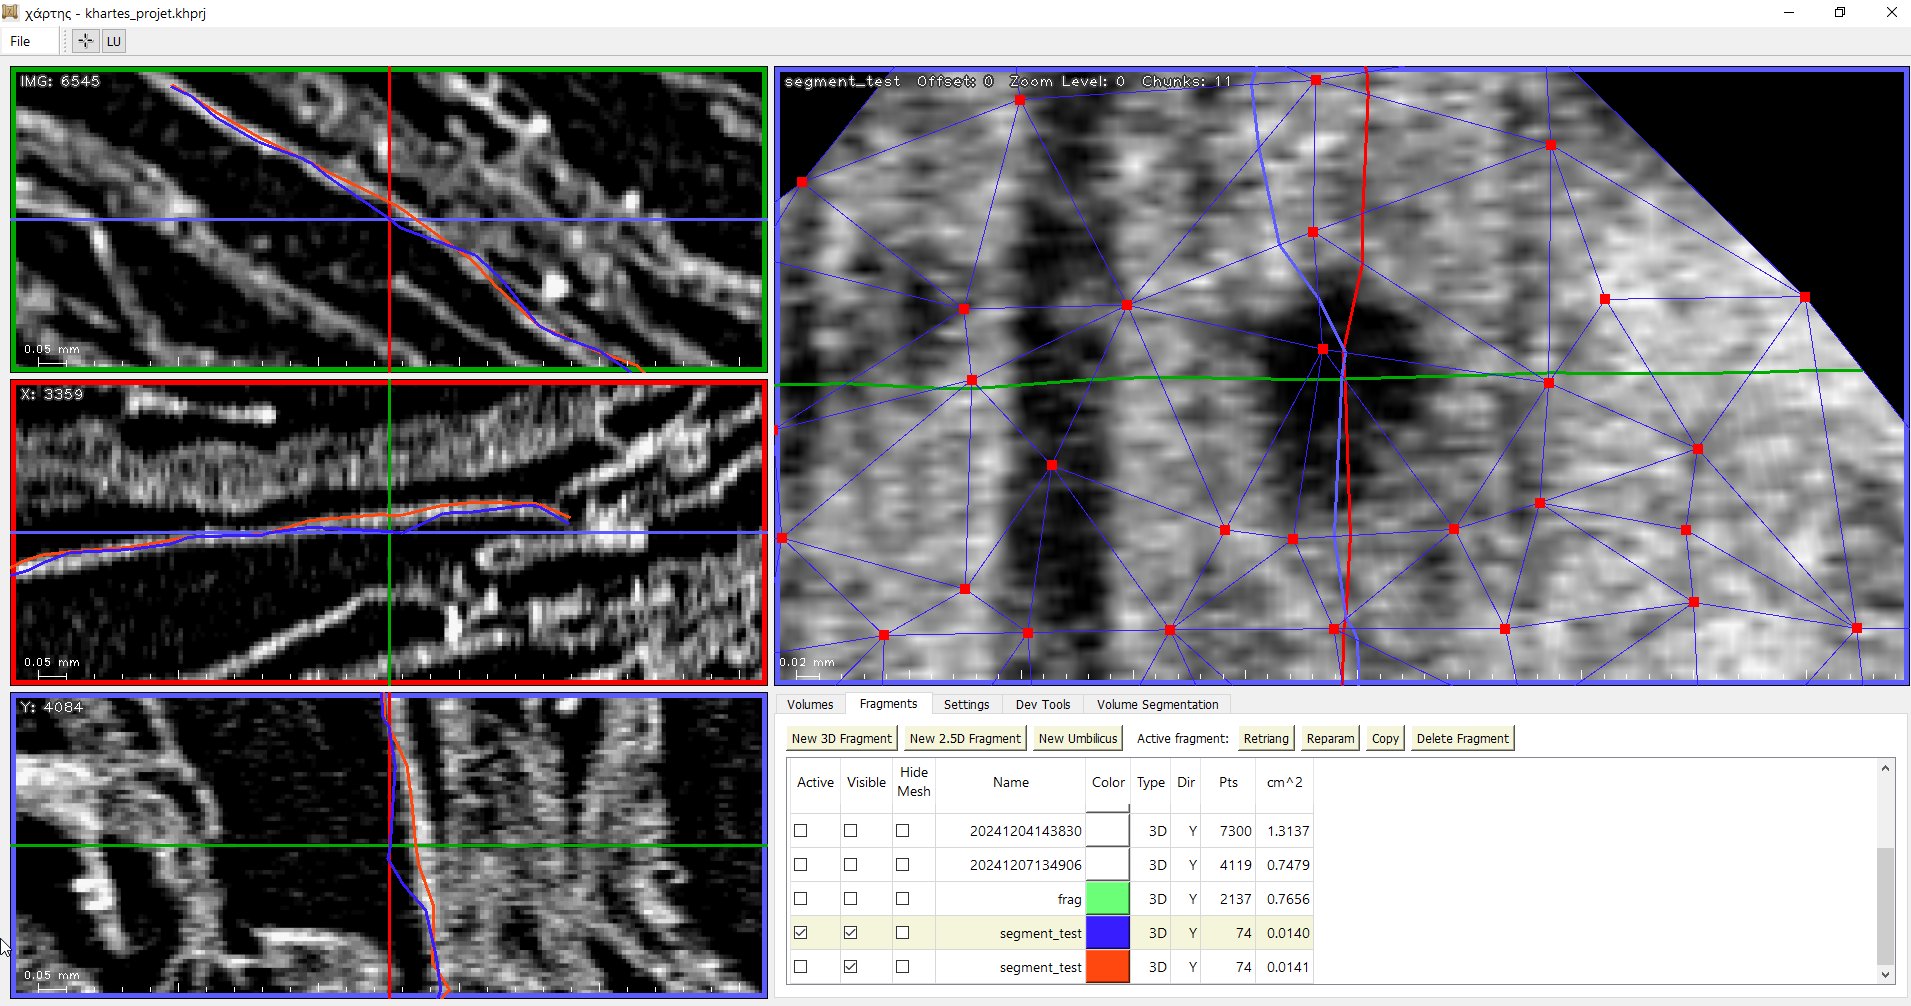 χάρτης - khartes_projet.khprj
File
LU
IMG: 6545
0.05 mm
X: 3359
0.05 mm
Y: 4084
0.05 mm
segment_test Offset: 0 Zoom Level: 0 Chunks: 11
0.02 mm
Volumes Fragments Settings Dev Tools Volume Segmentation
New 3D Fragment New 2.5D Fragment New Umbilicus Active fragment: Retriang Reparam Copy Delete Fragment
Active Visible Hide Mesh Name Color Type Dir Pts cm^2
20241204143830 3D Y 7300 1.3137
20241207134906 3D Y 4119 0.7479
frag 3D Y 2137 0.7656
segment_test 3D Y 74 0.0140
segment_test 3D Y 74 0.0141